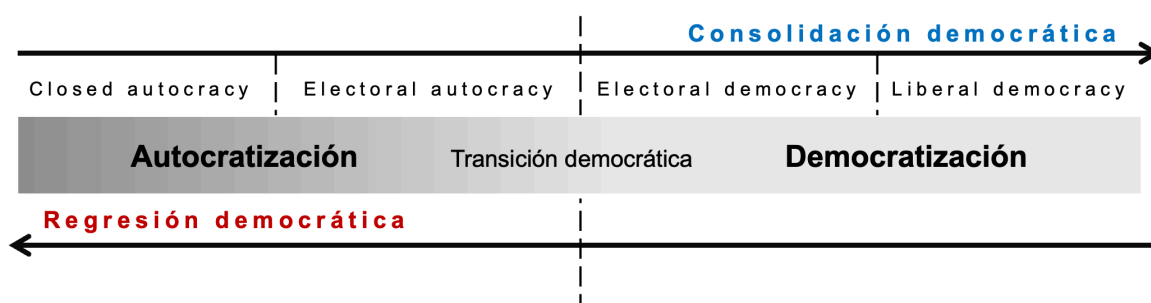 Consolidación democrática
Closed autocracy Electoral autocracy Electoral democracy Liberal democracy
Autocratización Transición democrática Democratización
Regresión democrática